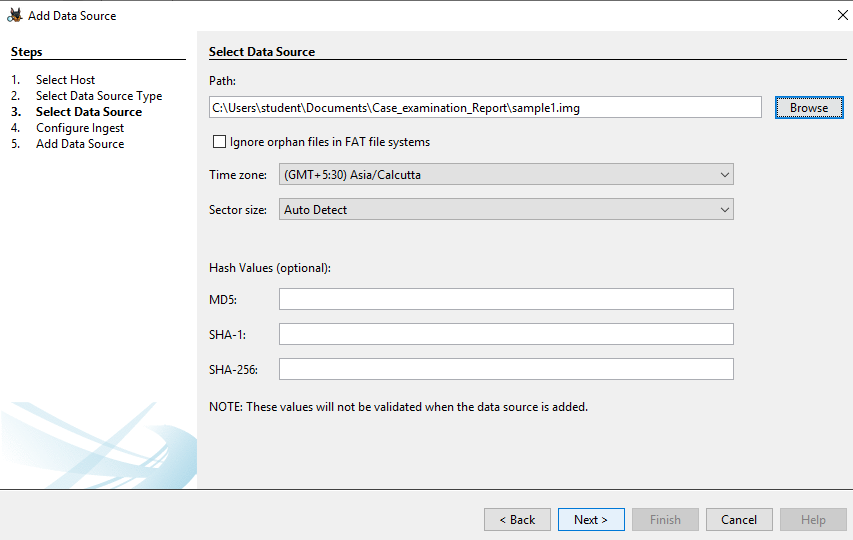 Add Data Source
Steps
1. Select Host
2. Select Data Source Type
3. Select Data Source
4. Configure Ingest
5. Add Data Source
Select Data Source
Path:
C:\Users\student\Documents\Case_examination_Report\sample1.img
Browse
Ignore orphan files in FAT file systems
Time zone: (GMT+5:30) Asia/Calcutta
Sector size: Auto Detect
Hash Values (optional):
MD5:
SHA-1:
SHA-256:
NOTE: These values will not be validated when the data source is added.
< Back Next > Finish Cancel Help